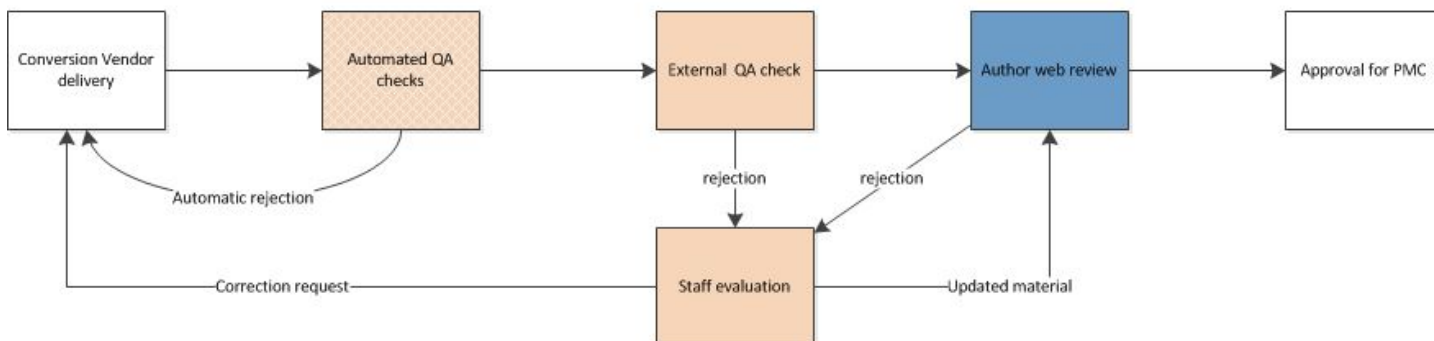 Conversion Vendor
delivery
Automated QA
checks
External QA check
Author web review
Approval for PMC
Automatic rejection
rejection
rejection
Correction request
Staff evaluation
Updated material